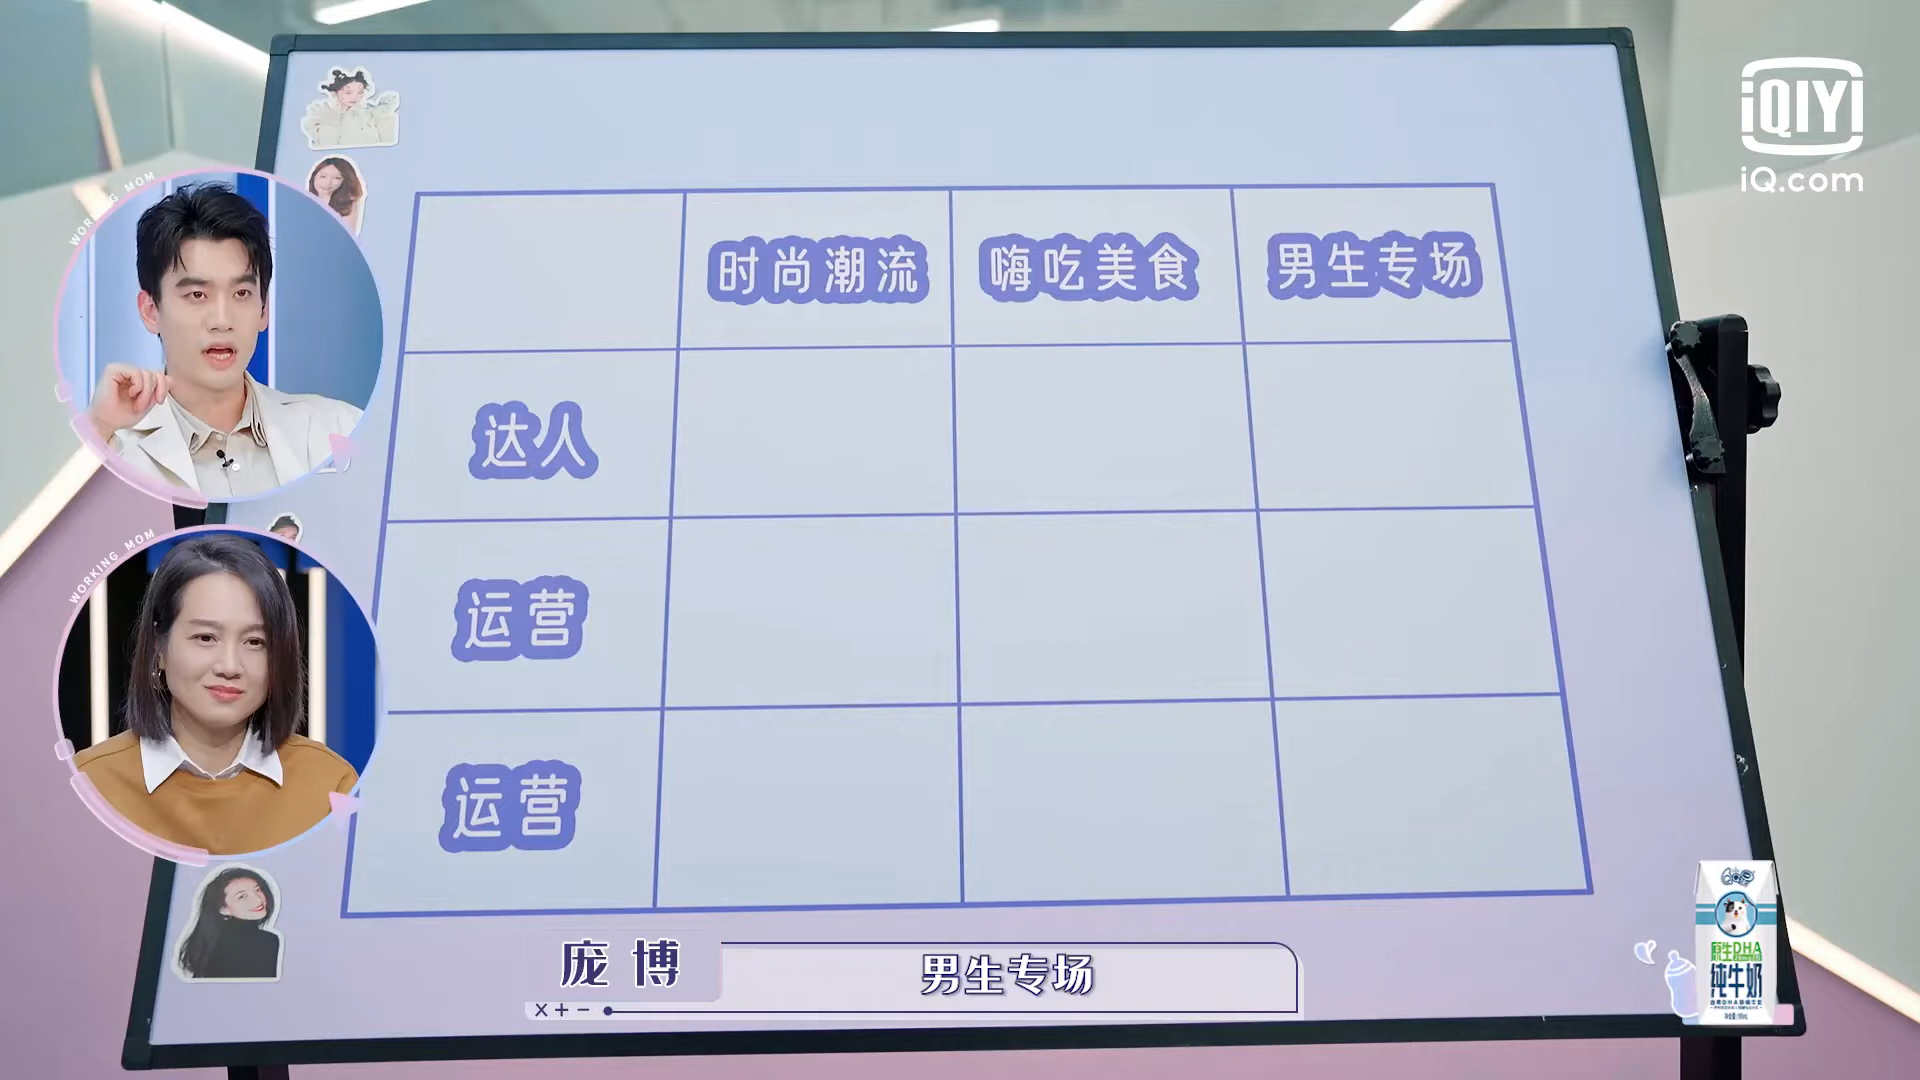 iQIYI
iQ.com
WORKING MOM
时尚潮流
嗨吃美食
男生专场
达人
运营
WORKING MOM
运营
庞博
男生专场
原生DHA
纯牛奶